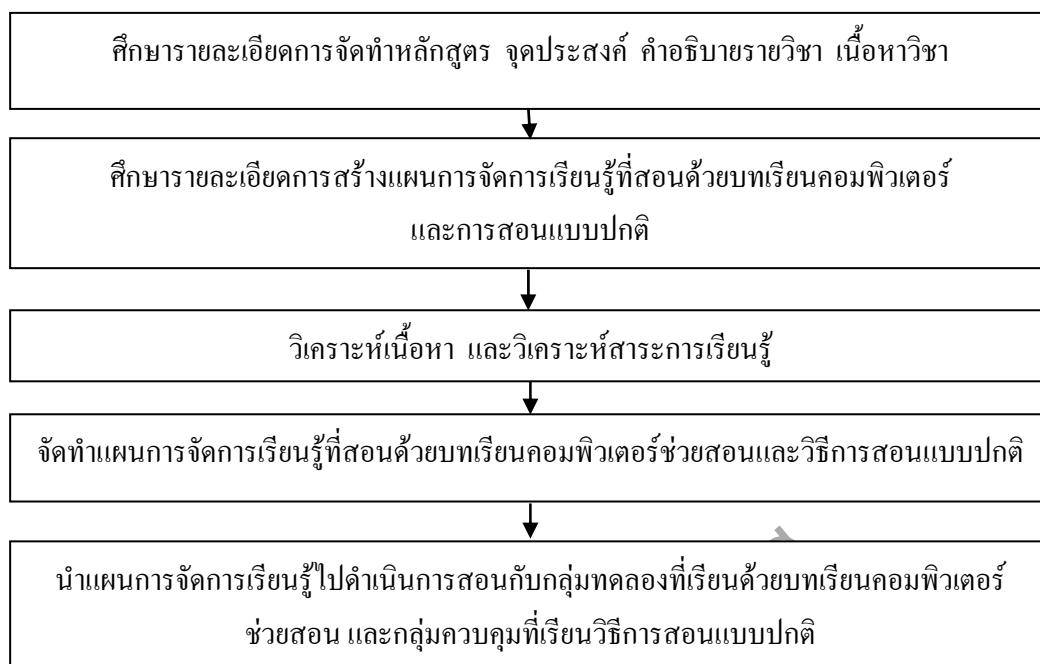 ศึกษารายละเอียดการจัดทำหลักสูตร จุดประสงค์ คำอธิบายรายวิชา เนื้อหาวิชา
ศึกษารายละเอียดการสร้างแผนการจัดการเรียนรู้ที่สอนด้วยบทเรียนคอมพิวเตอร์
และการสอนแบบปกติ
วิเคราะห์เนื้อหา และวิเคราะห์สาระการเรียนรู้
จัดทำแผนการจัดการเรียนรู้ที่สอนด้วยบทเรียนคอมพิวเตอร์ช่วยสอนและวิธีการสอนแบบปกติ
นำแผนการจัดการเรียนรู้ไปดำเนินการสอนกับกลุ่มทดลองที่เรียนด้วยบทเรียนคอมพิวเตอร์
ช่วยสอน และกลุ่มควบคุมที่เรียนวิธีการสอนแบบปกติ